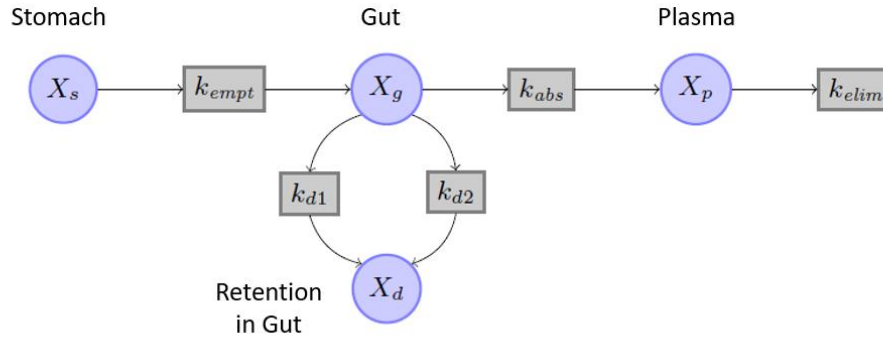 Stomach
Gut
Plasma
X_s
k_empt
X_g
k_abs
X_p
k_elim
k_d1
k_d2
X_d
Retention
in Gut